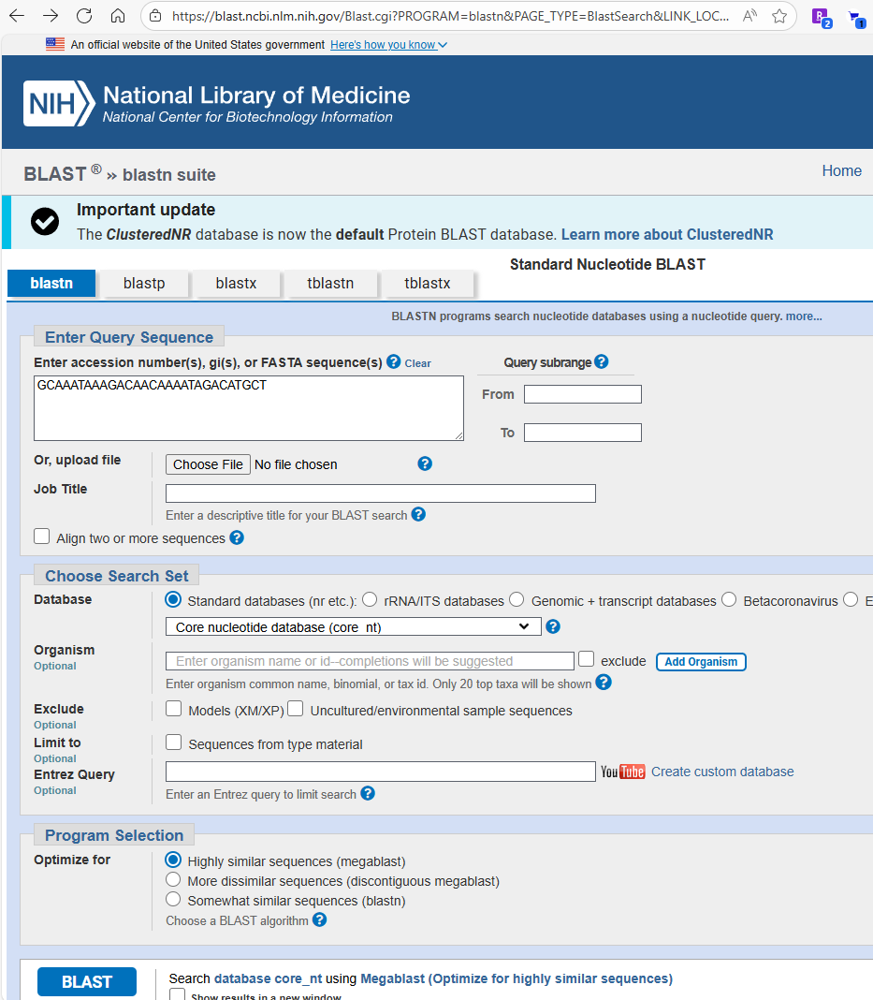 https://blast.ncbi.nlm.nih.gov/Blast.cgi?PROGRAM=blastn&PAGE_TYPE=BlastSearch&LINK_LOC...
2
1
An official website of the United States government Here's how you know
NIH National Library of Medicine
National Center for Biotechnology Information
BLAST ® » blastn suite
Home
Important update
The ClusteredNR database is now the default Protein BLAST database. Learn more about ClusteredNR
Standard Nucleotide BLAST
blastn blastp blastx tblastn tblastx
BLASTN programs search nucleotide databases using a nucleotide query. more...
Enter Query Sequence
Enter accession number(s), gi(s), or FASTA sequence(s) ? Clear
Query subrange ?
GCAAATAAAGACAACAAAATAGACATGCT
From
To
Or, upload file Choose File No file chosen ?
Job Title
Enter a descriptive title for your BLAST search ?
Align two or more sequences ?
Choose Search Set
Database Standard databases (nr etc.): rRNA/ITS databases Genomic + transcript databases Betacoronavirus E
Core nucleotide database (core_nt) ?
Organism
Optional
Enter organism name or id--completions will be suggested exclude Add Organism
Enter organism common name, binomial, or tax id. Only 20 top taxa will be shown ?
Exclude
Optional
Models (XM/XP) Uncultured/environmental sample sequences
Limit to
Optional
Sequences from type material
Entrez Query
Optional
YouTube Create custom database
Enter an Entrez query to limit search ?
Program Selection
Optimize for
Highly similar sequences (megablast)
More dissimilar sequences (discontiguous megablast)
Somewhat similar sequences (blastn)
Choose a BLAST algorithm ?
BLAST
Search database core_nt using Megablast (Optimize for highly similar sequences)
Show results in a new window